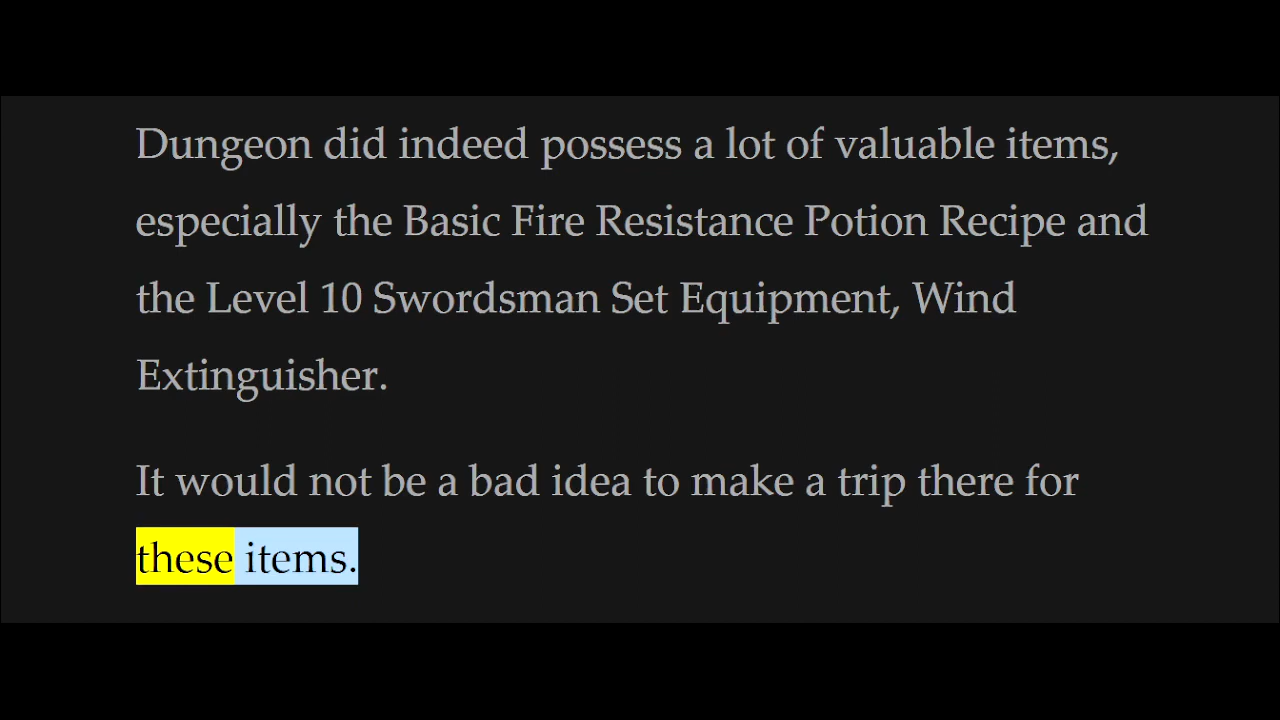 Dungeon did indeed possess a lot of valuable items,
especially the Basic Fire Resistance Potion Recipe and
the Level 10 Swordsman Set Equipment, Wind
Extinguisher.
It would not be a bad idea to make a trip there for
these items.